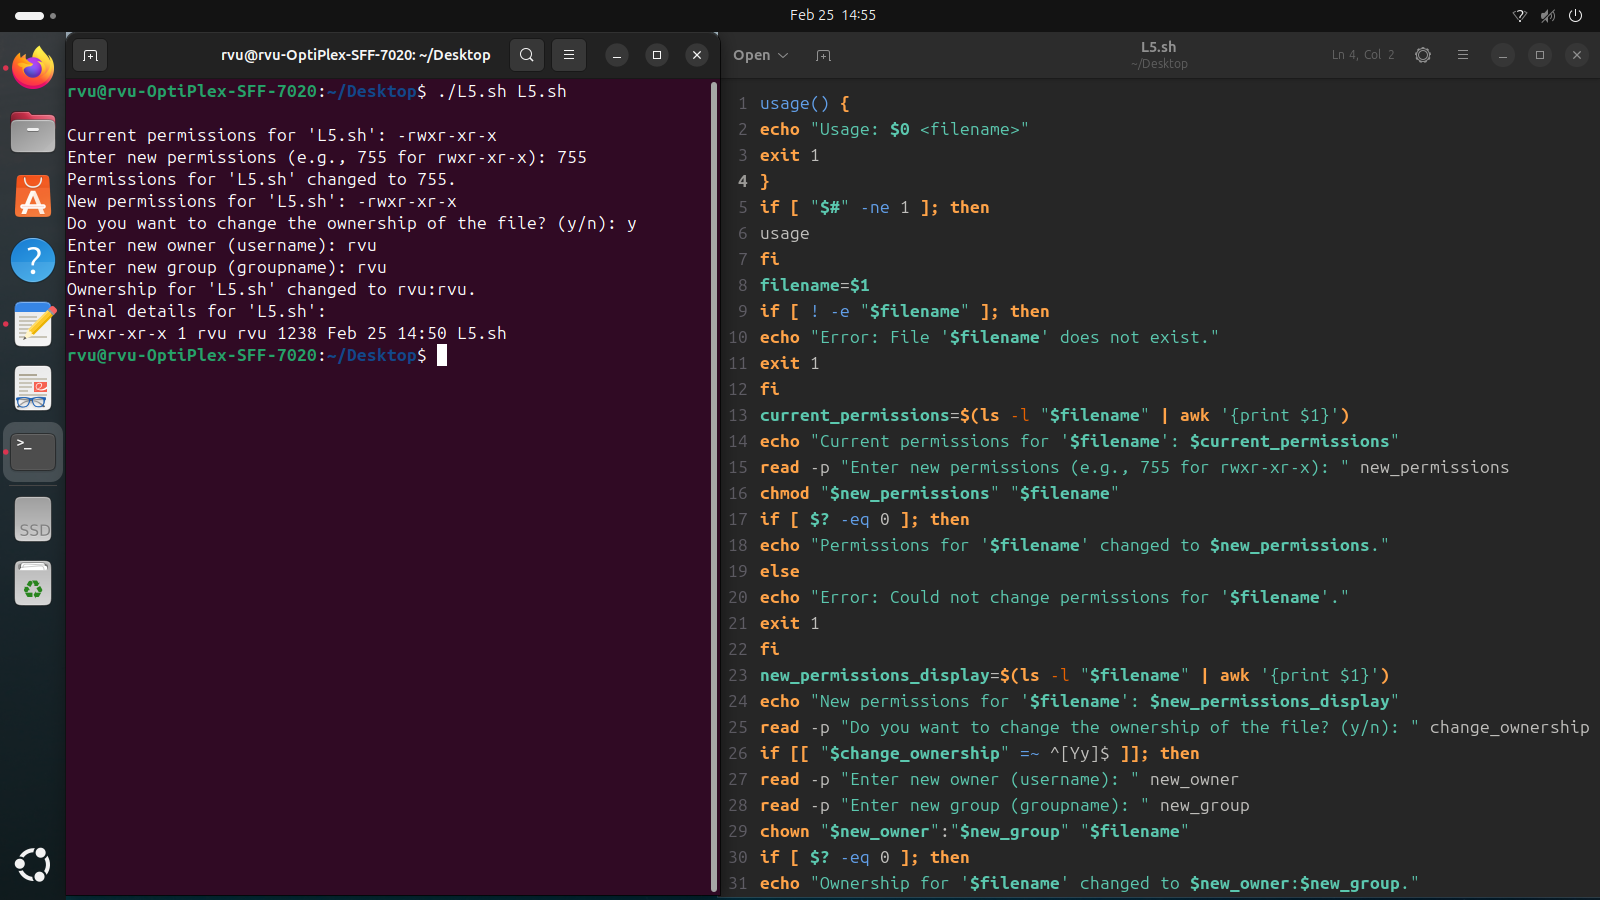 Feb 25 14:55
rvu@rvu-OptiPlex-SFF-7020: ~/Desktop
rvu@rvu-OptiPlex-SFF-7020:~/Desktop$ ./L5.sh L5.sh
Current permissions for 'L5.sh': -rwxr-xr-x
Enter new permissions (e.g., 755 for rwxr-xr-x): 755
Permissions for 'L5.sh' changed to 755.
New permissions for 'L5.sh': -rwxr-xr-x
Do you want to change the ownership of the file? (y/n): y
Enter new owner (username): rvu
Enter new group (groupname): rvu
Ownership for 'L5.sh' changed to rvu:rvu.
Final details for 'L5.sh':
-rwxr-xr-x 1 rvu rvu 1238 Feb 25 14:50 L5.sh
rvu@rvu-OptiPlex-SFF-7020:~/Desktop$
>_
SSD
Open
L5.sh
~/Desktop
Ln 4, Col 2
1 usage() {
2 echo "Usage: $0 <filename>"
3 exit 1
4 }
5 if [ "$#" -ne 1 ]; then
6 usage
7 fi
8 filename=$1
9 if [ ! -e "$filename" ]; then
10 echo "Error: File '$filename' does not exist."
11 exit 1
12 fi
13 current_permissions=$(ls -l "$filename" | awk '{print $1}')
14 echo "Current permissions for '$filename': $current_permissions"
15 read -p "Enter new permissions (e.g., 755 for rwxr-xr-x): " new_permissions
16 chmod "$new_permissions" "$filename"
17 if [ $? -eq 0 ]; then
18 echo "Permissions for '$filename' changed to $new_permissions."
19 else
20 echo "Error: Could not change permissions for '$filename'."
21 exit 1
22 fi
23 new_permissions_display=$(ls -l "$filename" | awk '{print $1}')
24 echo "New permissions for '$filename': $new_permissions_display"
25 read -p "Do you want to change the ownership of the file? (y/n): " change_ownership
26 if [[ "$change_ownership" =~ ^[Yy]$ ]]; then
27 read -p "Enter new owner (username): " new_owner
28 read -p "Enter new group (groupname): " new_group
29 chown "$new_owner":"$new_group" "$filename"
30 if [ $? -eq 0 ]; then
31 echo "Ownership for '$filename' changed to $new_owner:$new_group."